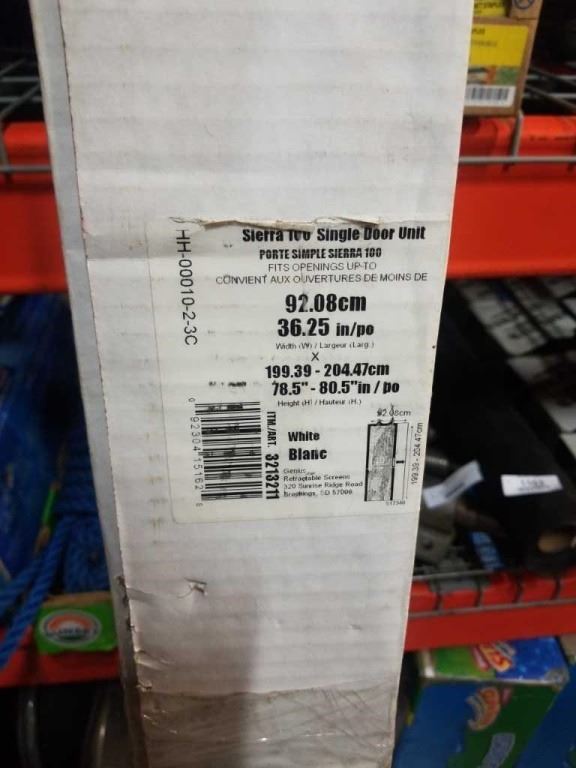 Sierra 100 Single Door Unit
PORTE SIMPLE SIERRA 100
FITS OPENINGS UP TO
CONVIENT AUX OUVERTURES DE MOINS DE
92.08cm
36.25 in/po
Width (W) / Largeur (Larg.)
X
199.39 - 204.47cm
78.5" - 80.5"in / po
Height (H) / Hauteur (H.)
HH-00010-2-3C
ITM./ART. 3213211
White
Blanc
Genius
Retractable Screens
320 Sunrise Ridge Road
Brandon, SD 57006
92.08cm
199.39 - 204.47cm